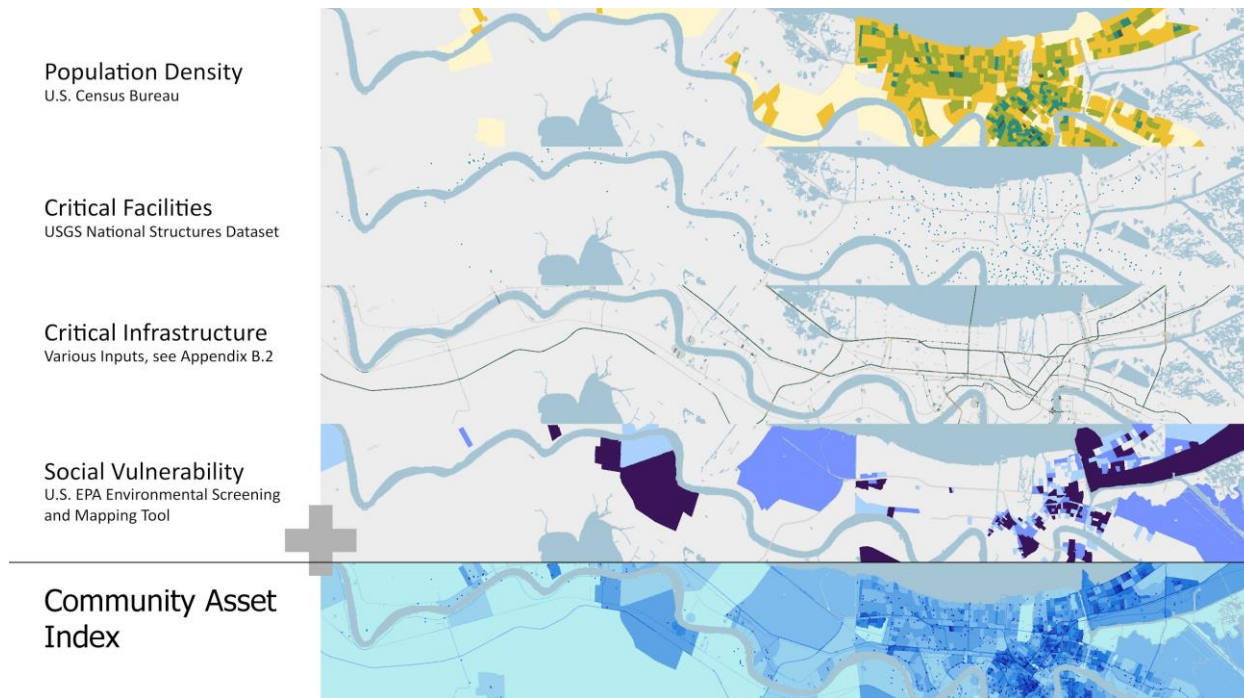 Population Density
U.S. Census Bureau
Critical Facilities
USGS National Structures Dataset
Critical Infrastructure
Various Inputs, see Appendix B.2
Social Vulnerability
U.S. EPA Environmental Screening
and Mapping Tool
Community Asset
Index